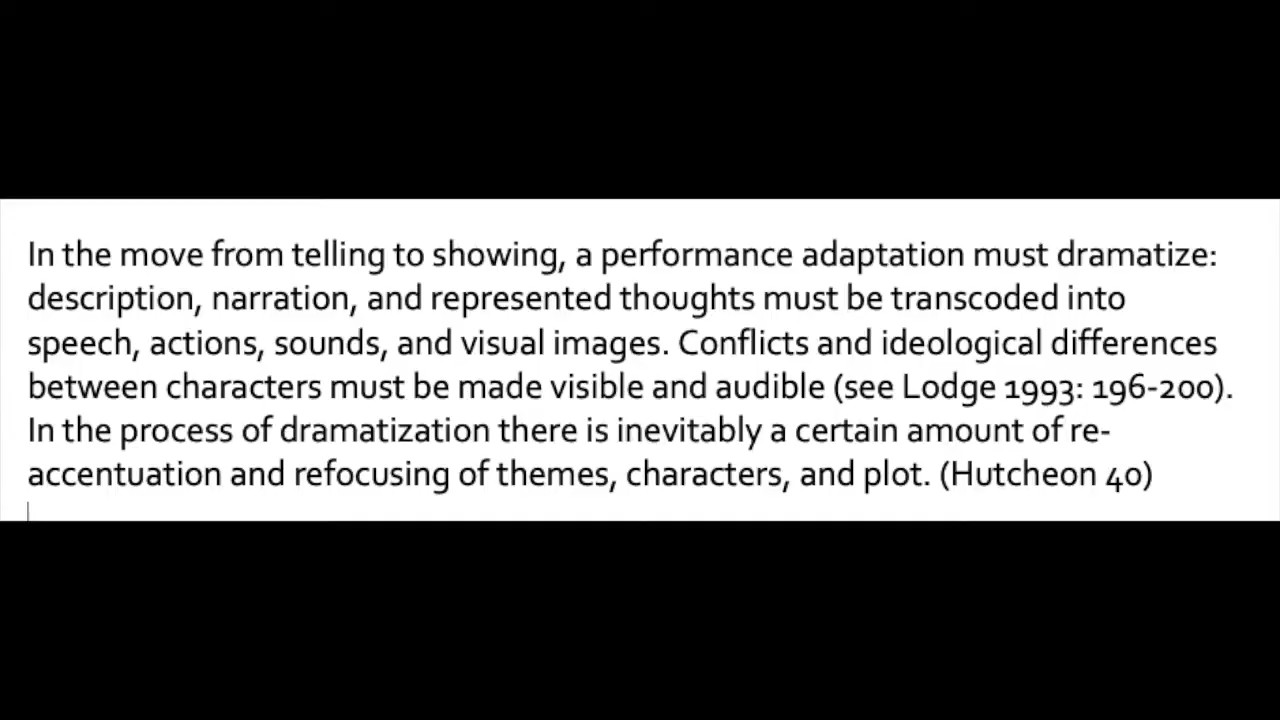 In the move from telling to showing, a performance adaptation must dramatize:
description, narration, and represented thoughts must be transcoded into
speech, actions, sounds, and visual images. Conflicts and ideological differences
between characters must be made visible and audible (see Lodge 1993: 196-200).
In the process of dramatization there is inevitably a certain amount of re-
accentuation and refocusing of themes, characters, and plot. (Hutcheon 40)